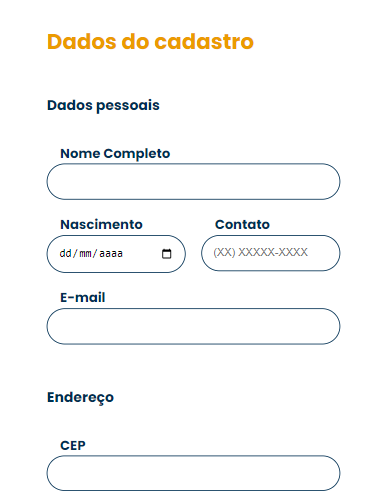 Dados do cadastro
Dados pessoais
Nome Completo
Nascimento Contato
dd/mm/aaaa (XX) XXXXX-XXXX
E-mail
Endereço
CEP